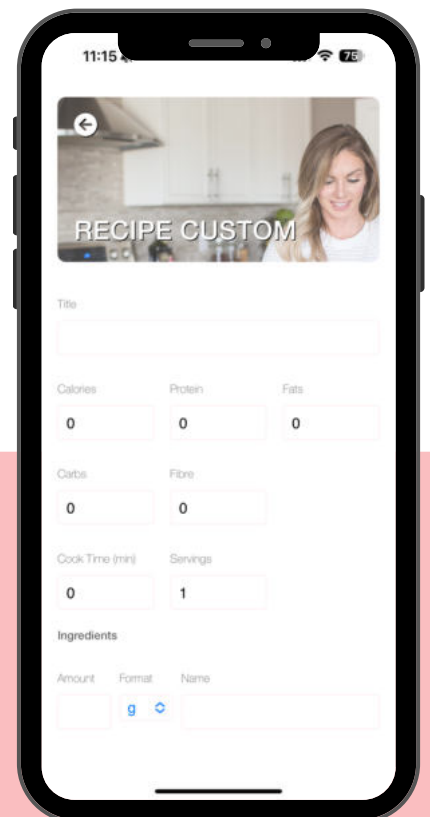 11:15
75
RECIPE CUSTOM
Title
Calories Protein Fats
0 0 0
Carbs Fibre
0 0
Cook Time (min) Servings
0 1
Ingredients
Amount Format Name
g